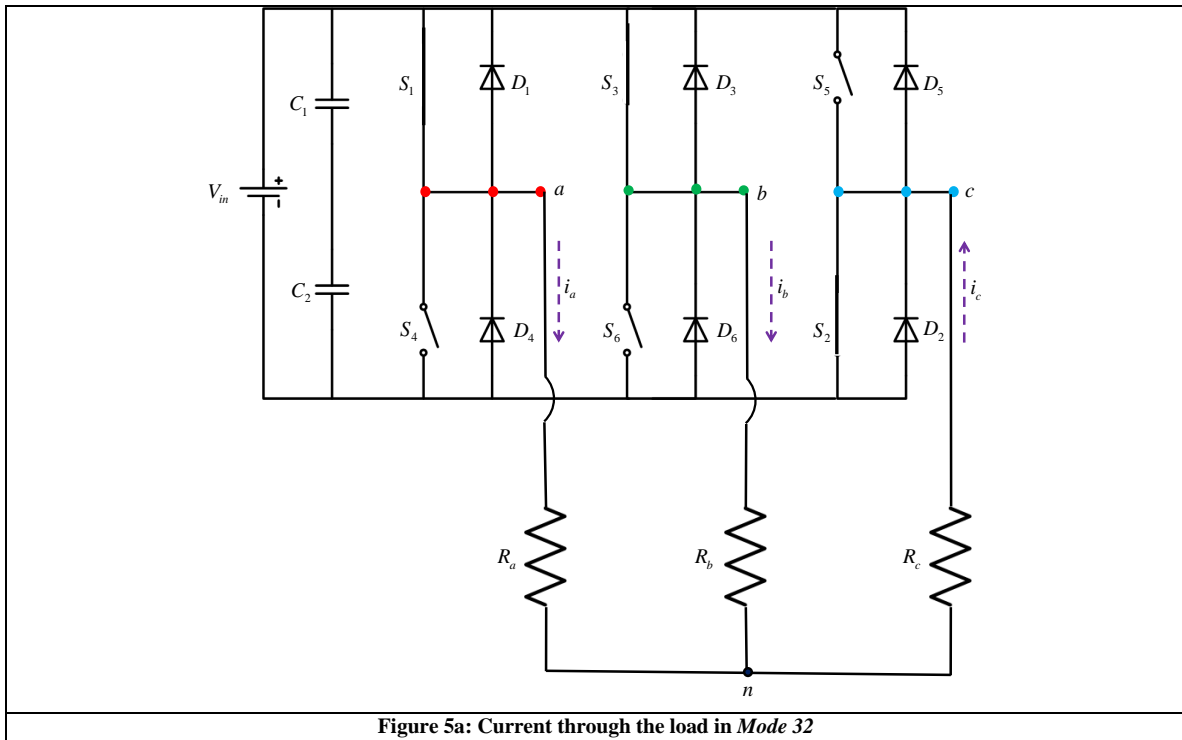 S1
D1
S3
D3
S5
D5
C1
Vin
+
-
a
b
c
C2
ia
ib
ic
S4
D4
S6
D6
S2
D2
Ra
Rb
Rc
n
Figure 5a: Current through the load in Mode 32